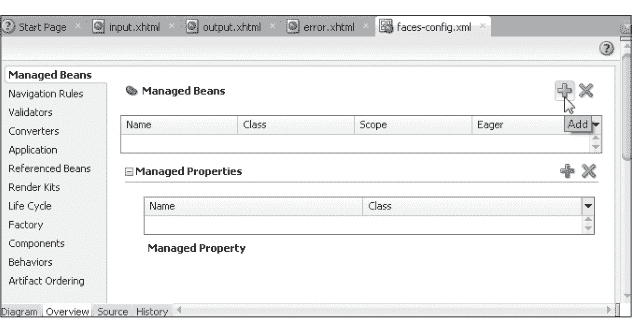 Start Page input.xhtml output.xhtml error.xhtml faces-config.xml
Managed Beans
Navigation Rules
Validators
Converters
Application
Referenced Beans
Render Kits
Life Cycle
Factory
Components
Behaviors
Artifact Ordering
Managed Beans
Name Class Scope Eager
Add
Managed Properties
Name Class
Managed Property
Diagram Overview Source History